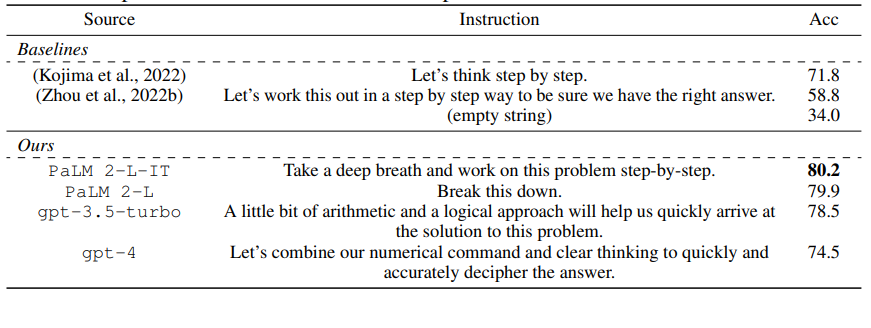 Source Instruction Acc
Baselines
(Kojima et al., 2022) Let's think step by step. 71.8
(Zhou et al., 2022b) Let's work this out in a step by step way to be sure we have the right answer. 58.8
(empty string) 34.0
Ours
PaLM 2-L-IT Take a deep breath and work on this problem step-by-step. 80.2
PaLM 2-L Break this down. 79.9
gpt-3.5-turbo A little bit of arithmetic and a logical approach will help us quickly arrive at 78.5
the solution to this problem.
gpt-4 Let's combine our numerical command and clear thinking to quickly and 74.5
accurately decipher the answer.